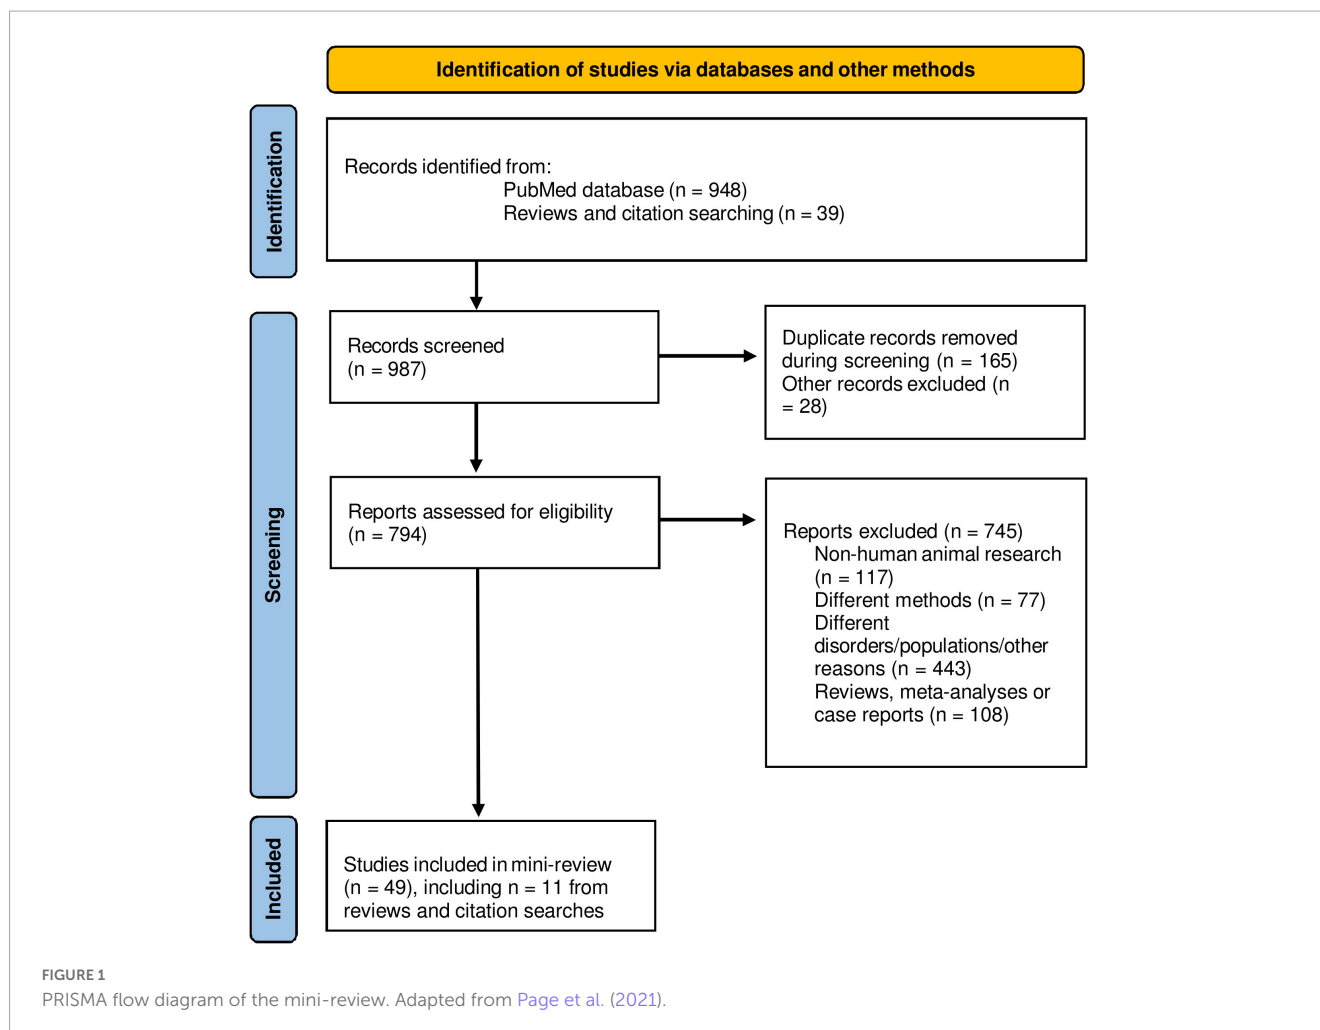 Identification of studies via databases and other methods
Identification
Records identified from:
PubMed database (n = 948)
Reviews and citation searching (n = 39)
Screening
Records screened
(n = 987)
Duplicate records removed
during screening (n = 165)
Other records excluded (n
= 28)
Reports assessed for eligibility
(n = 794)
Reports excluded (n = 745)
Non-human animal research
(n = 117)
Different methods (n = 77)
Different
disorders/populations/other
reasons (n = 443)
Reviews, meta-analyses or
case reports (n = 108)
Included
Studies included in mini-review
(n = 49), including n = 11 from
reviews and citation searches
FIGURE 1
PRISMA flow diagram of the mini-review. Adapted from Page et al. (2021).